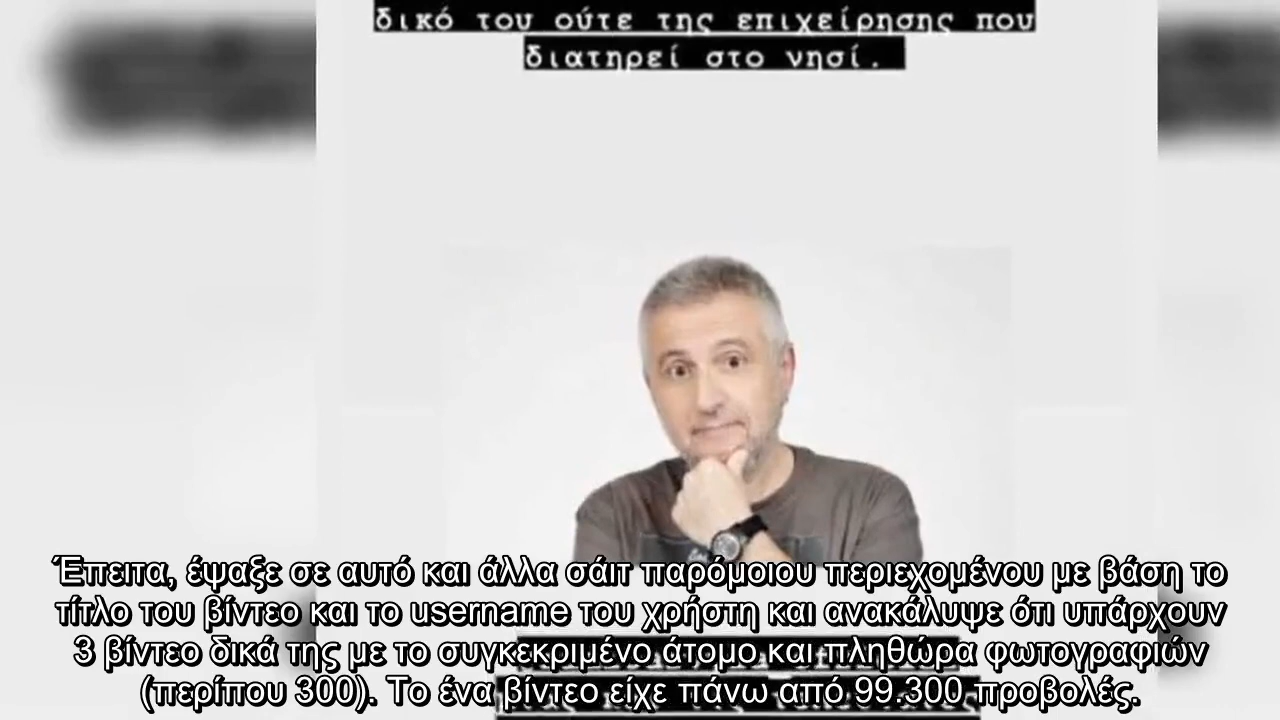 δικό του ούτε της επιχείρησης που
διατηρεί στο νησί.
Έπειτα, έψαξε σε αυτό και άλλα σάιτ παρόμοιου περιεχομένου με βάση το
τίτλο του βίντεο και το username του χρήστη και ανακάλυψε ότι υπάρχουν
3 βίντεο δικά της με το συγκεκριμένο άτομο και πληθώρα φωτογραφιών
(περίπου 300). Το ένα βίντεο είχε πάνω από 99.300 προβολές.